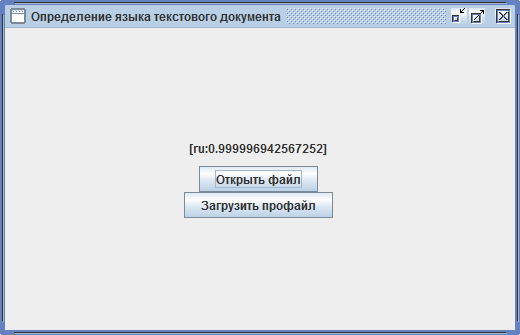 Определение языка текстового документа
[ru:0.999996942567252]
Открыть файл
Загрузить профайл